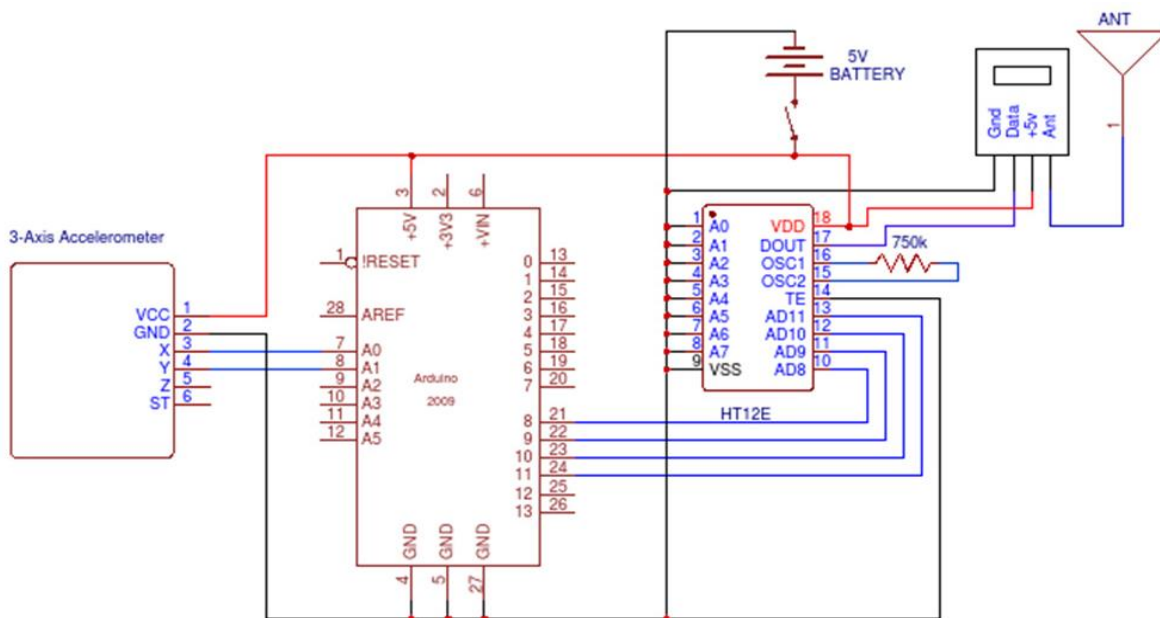 ANT
5V
BATTERY
Gnd
Data
+5v
Ant
1
3-Axis Accelerometer
VCC 1
GND 2
X 3
Y 4
Z 5
ST 6
3 2 6
+5V +3V3 +VIN
1 !RESET
28 AREF
7 A0
8 A1
9 A2
10 A3
11 A4
12 A5
Arduino
2009
0 13
1 14
2 15
3 16
4 17
5 18
6 19
7 20
8 21
9 22
10 23
11 24
12 25
13 26
GND GND GND
4 5 27
1 A0 VDD 18
2 A1 DOUT 17
3 A2 OSC1 16
4 A3 OSC2 15
5 A4 TE 14
6 A5 AD11 13
7 A6 AD10 12
8 A7 AD9 11
9 VSS AD8 10
HT12E
750k